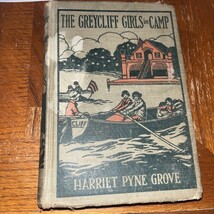 THE GREYCLIFF GIRLS IN CAMP
CLIFF
HARRIET PYNE GROVE